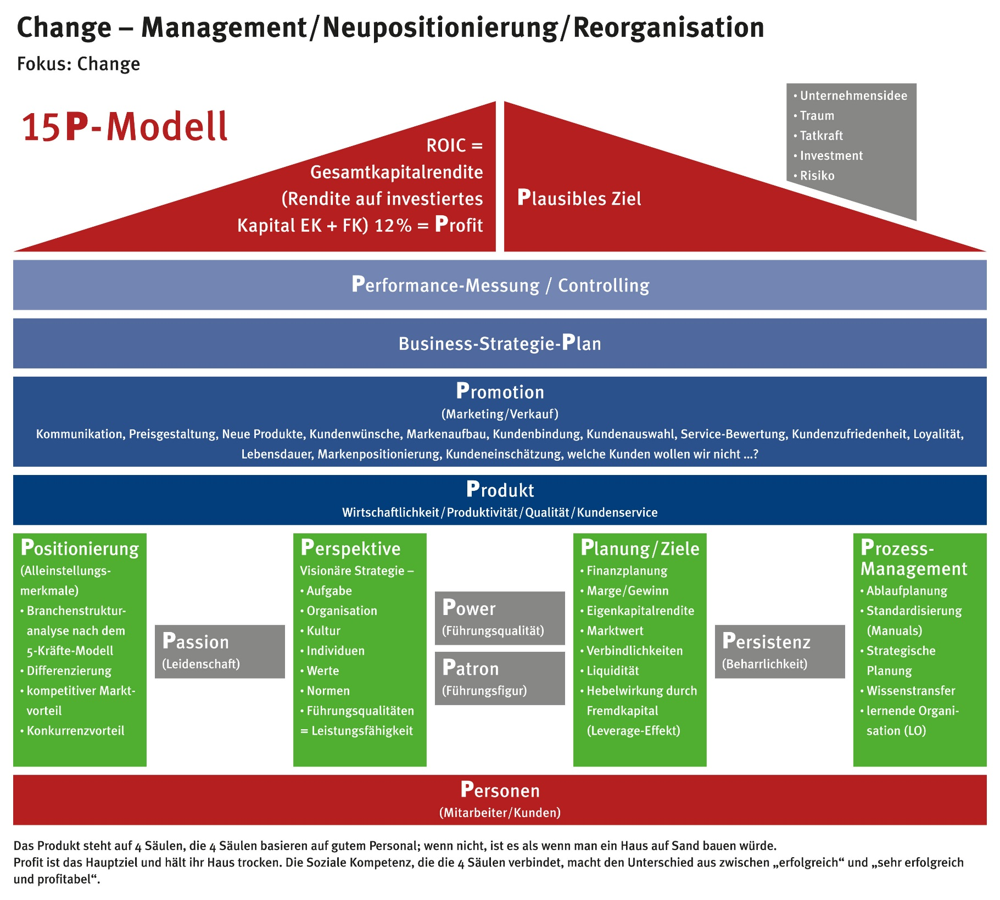 Change – Management/Neupositionierung/Reorganisation
Fokus: Change
15P-Modell
ROIC =
Gesamtkapitalrendite
(Rendite auf investiertes
Kapital EK + FK) 12% = Profit
Plausibles Ziel
• Unternehmensidee
• Traum
• Tatkraft
• Investment
• Risiko
Performance-Messung / Controlling
Business-Strategie-Plan
Promotion
(Marketing/Verkauf)
Kommunikation, Preisgestaltung, Neue Produkte, Kundenwünsche, Markenaufbau, Kundenbindung, Kundenauswahl, Service-Bewertung, Kundenzufriedenheit, Loyalität,
Lebensdauer, Markenpositionierung, Kundeneinschätzung, welche Kunden wollen wir nicht ...?
Produkt
Wirtschaftlichkeit/Produktivität/Qualität/Kundenservice
Positionierung
(Alleinstellungs-
merkmale)
• Branchenstruktur-
analyse nach dem
5-Kräfte-Modell
• Differenzierung
• kompetitiver Markt-
vorteil
• Konkurrenzvorteil
Passion
(Leidenschaft)
Perspektive
Visionäre Strategie –
• Aufgabe
• Organisation
• Kultur
• Individuen
• Werte
• Normen
• Führungsqualitäten
= Leistungsfähigkeit
Power
(Führungsqualität)
Patron
(Führungsfigur)
Planung/Ziele
• Finanzplanung
• Marge/Gewinn
• Eigenkapitalrendite
• Marktwert
• Verbindlichkeiten
• Liquidität
• Hebelwirkung durch
Fremdkapital
(Leverage-Effekt)
Persistenz
(Beharrlichkeit)
Prozess-
Management
• Ablaufplanung
• Standardisierung
(Manuals)
• Strategische
Planung
• Wissenstransfer
• lernende Organi-
sation (LO)
Personen
(Mitarbeiter/Kunden)
Das Produkt steht auf 4 Säulen, die 4 Säulen basieren auf gutem Personal; wenn nicht, ist es als wenn man ein Haus auf Sand bauen würde.
Profit ist das Hauptziel und hält ihr Haus trocken. Die Soziale Kompetenz, die die 4 Säulen verbindet, macht den Unterschied aus zwischen „erfolgreich“ und „sehr erfolgreich
und profitabel“.